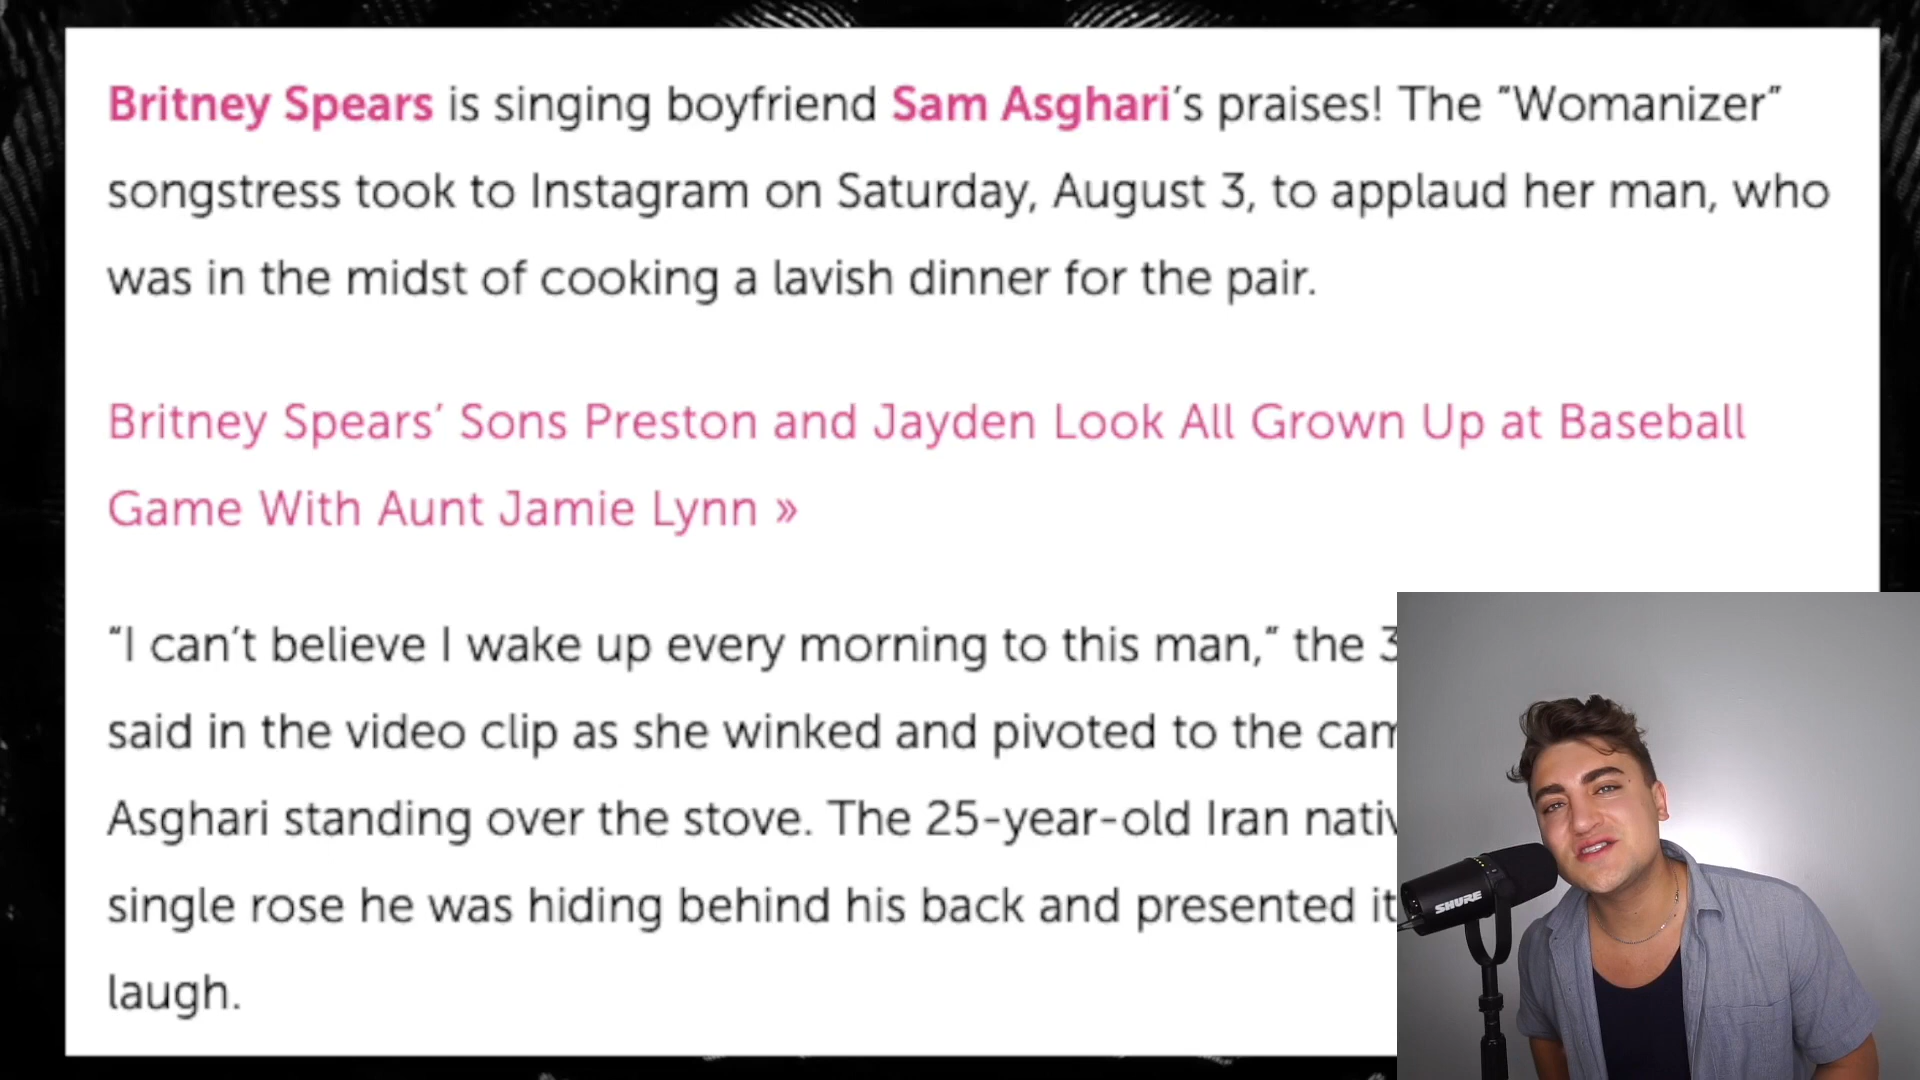 Britney Spears is singing boyfriend Sam Asghari’s praises! The “Womanizer”
songstress took to Instagram on Saturday, August 3, to applaud her man, who
was in the midst of cooking a lavish dinner for the pair.
Britney Spears’ Sons Preston and Jayden Look All Grown Up at Baseball
Game With Aunt Jamie Lynn »
“I can’t believe I wake up every morning to this man,” the
said in the video clip as she winked and pivoted to the
Asghari standing over the stove. The 25-year-old Iran
single rose he was hiding behind his back and presented it
laugh.
SHURE